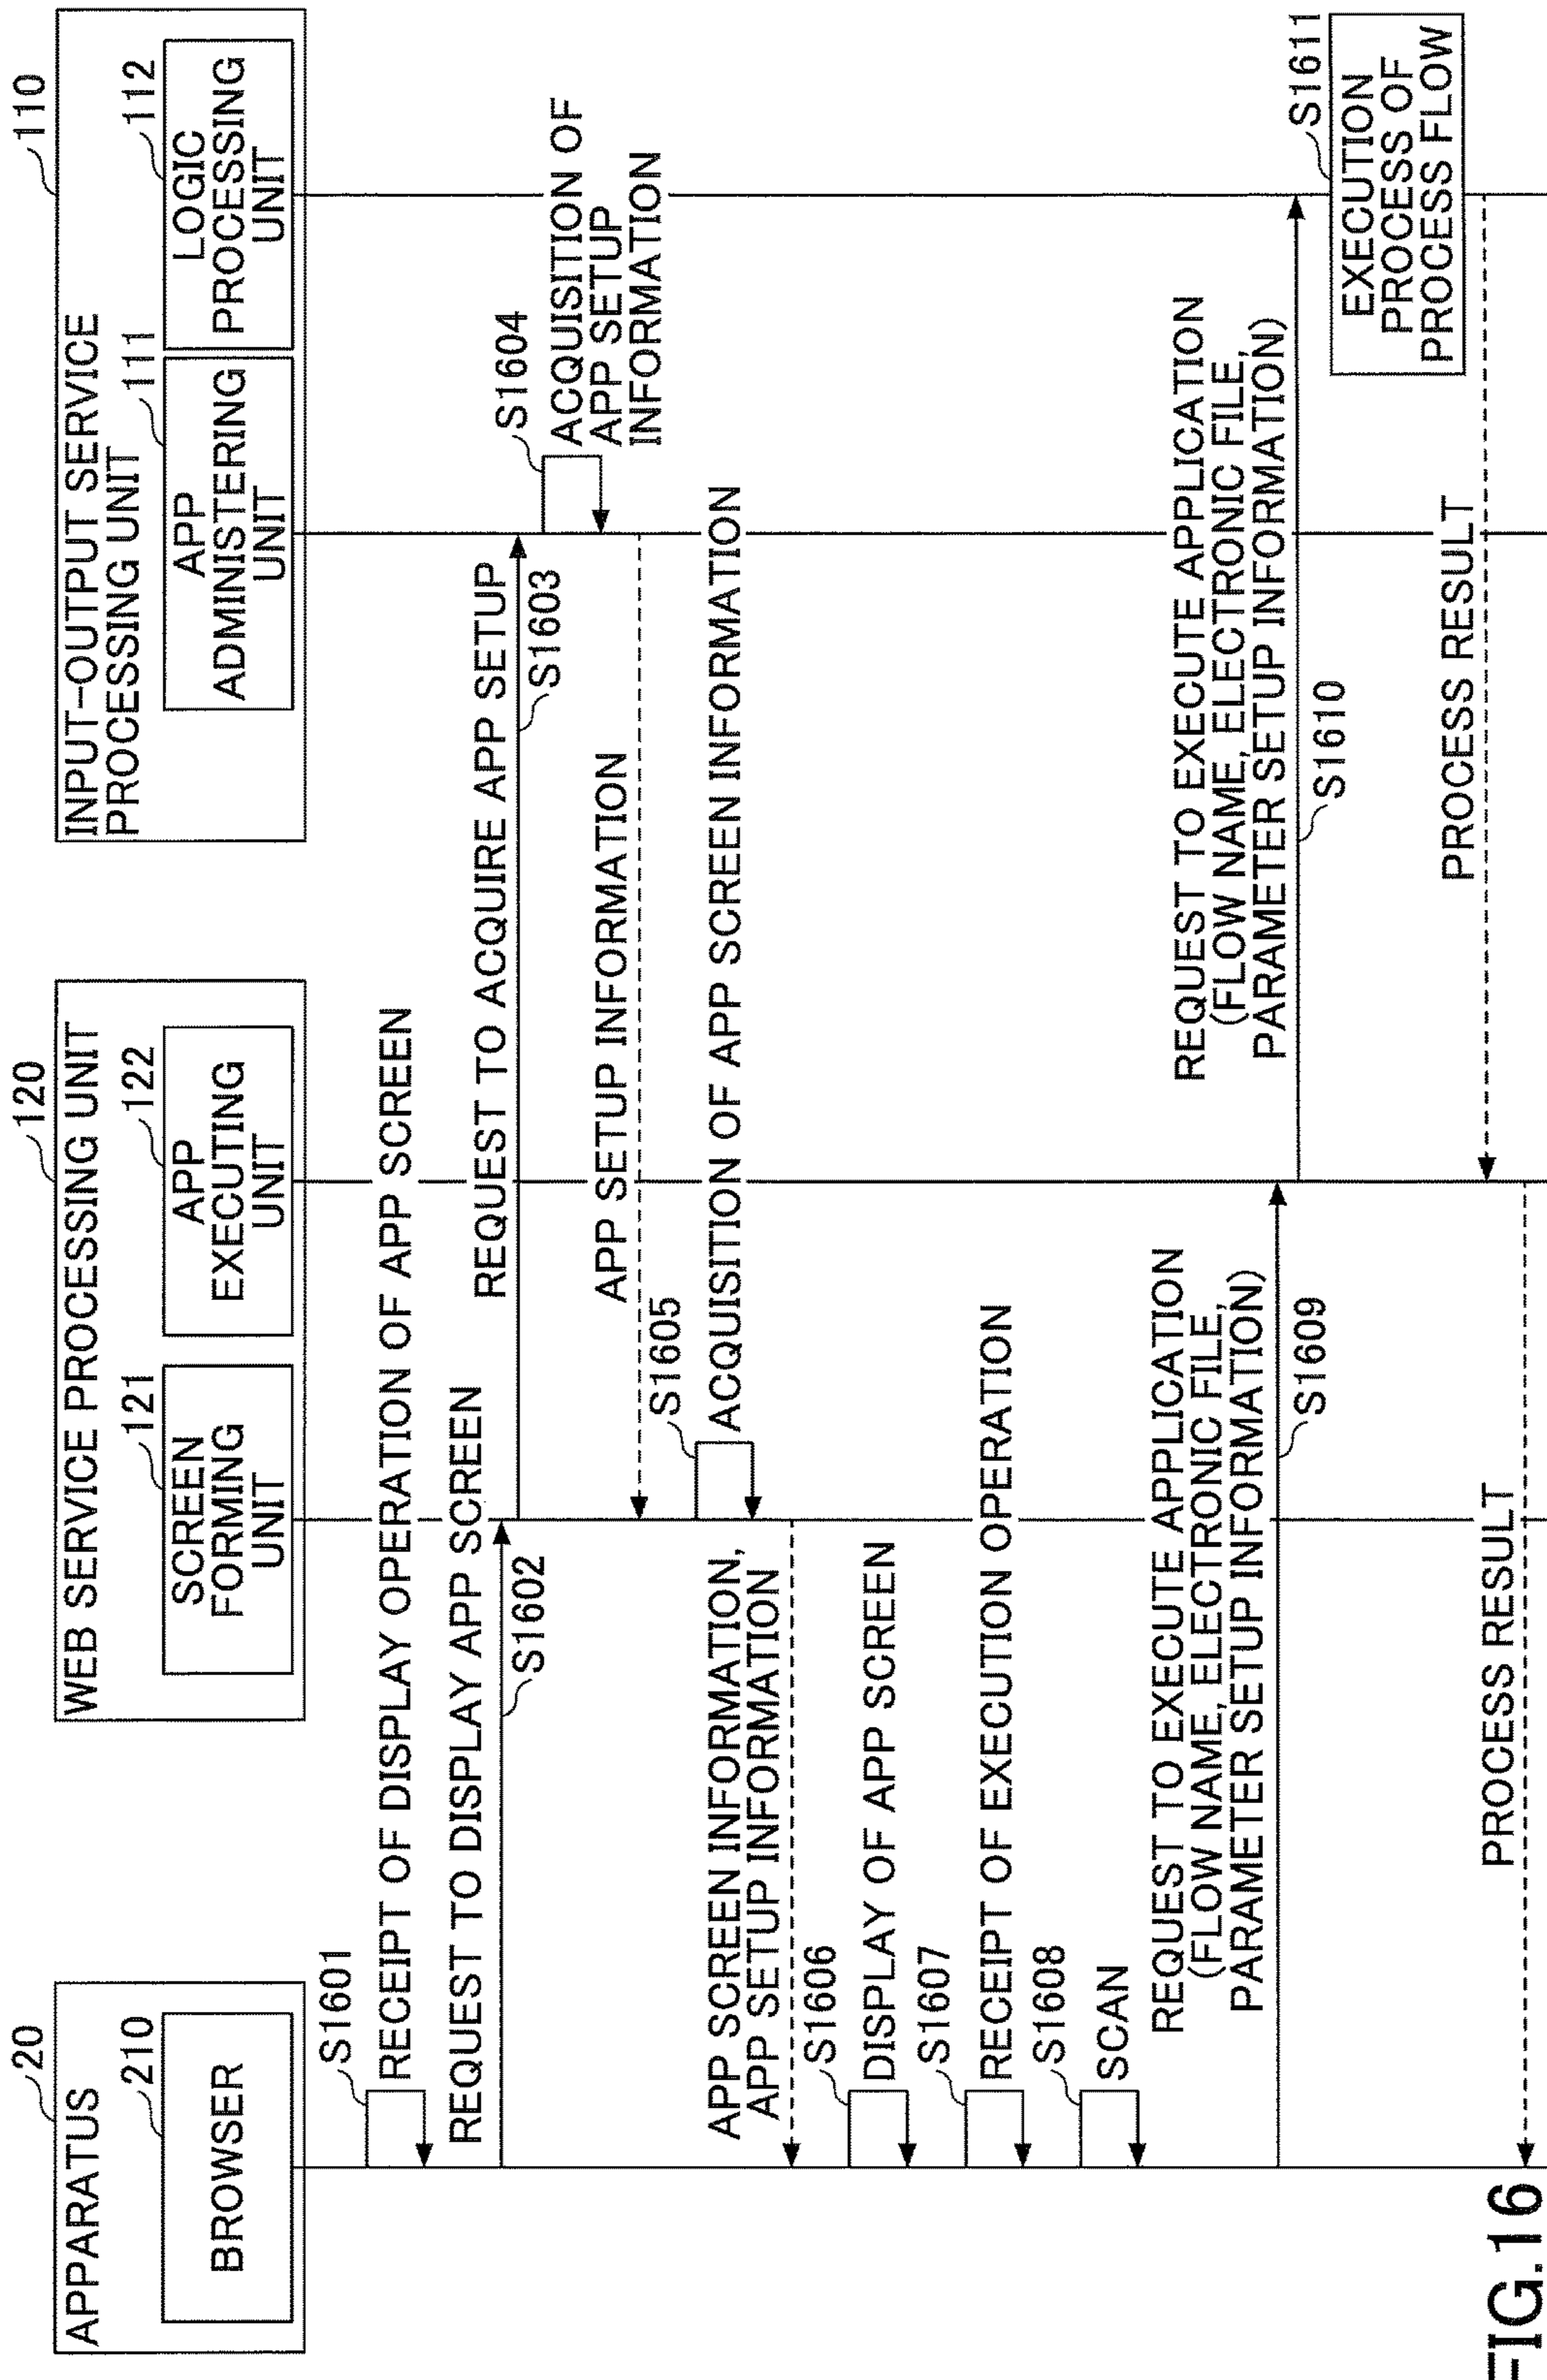 20
APPARATUS
210
BROWSER
120
WEB SERVICE PROCESSING UNIT
121
SCREEN
FORMING
UNIT
122
APP
EXECUTING
UNIT
110
INPUT-OUTPUT SERVICE
PROCESSING UNIT
111
APP
ADMINISTERING
UNIT
112
LOGIC
PROCESSING
UNIT
S1601
RECEIPT OF DISPLAY OPERATION OF APP SCREEN
REQUEST TO DISPLAY APP SCREEN
S1602
REQUEST TO ACQUIRE APP SETUP
S1603
S1604
ACQUISITION OF
APP SETUP
INFORMATION
APP SETUP INFORMATION
S1605
ACQUISITION OF APP SCREEN INFORMATION
APP SCREEN INFORMATION,
APP SETUP INFORMATION
S1606
DISPLAY OF APP SCREEN
S1607
RECEIPT OF EXECUTION OPERATION
S1608
SCAN
REQUEST TO EXECUTE APPLICATION
(FLOW NAME, ELECTRONIC FILE,
PARAMETER SETUP INFORMATION)
S1609
REQUEST TO EXECUTE APPLICATION
(FLOW NAME, ELECTRONIC FILE,
PARAMETER SETUP INFORMATION)
S1610
S1611
EXECUTION
PROCESS OF
PROCESS FLOW
PROCESS RESULT
PROCESS RESULT
FIG.16